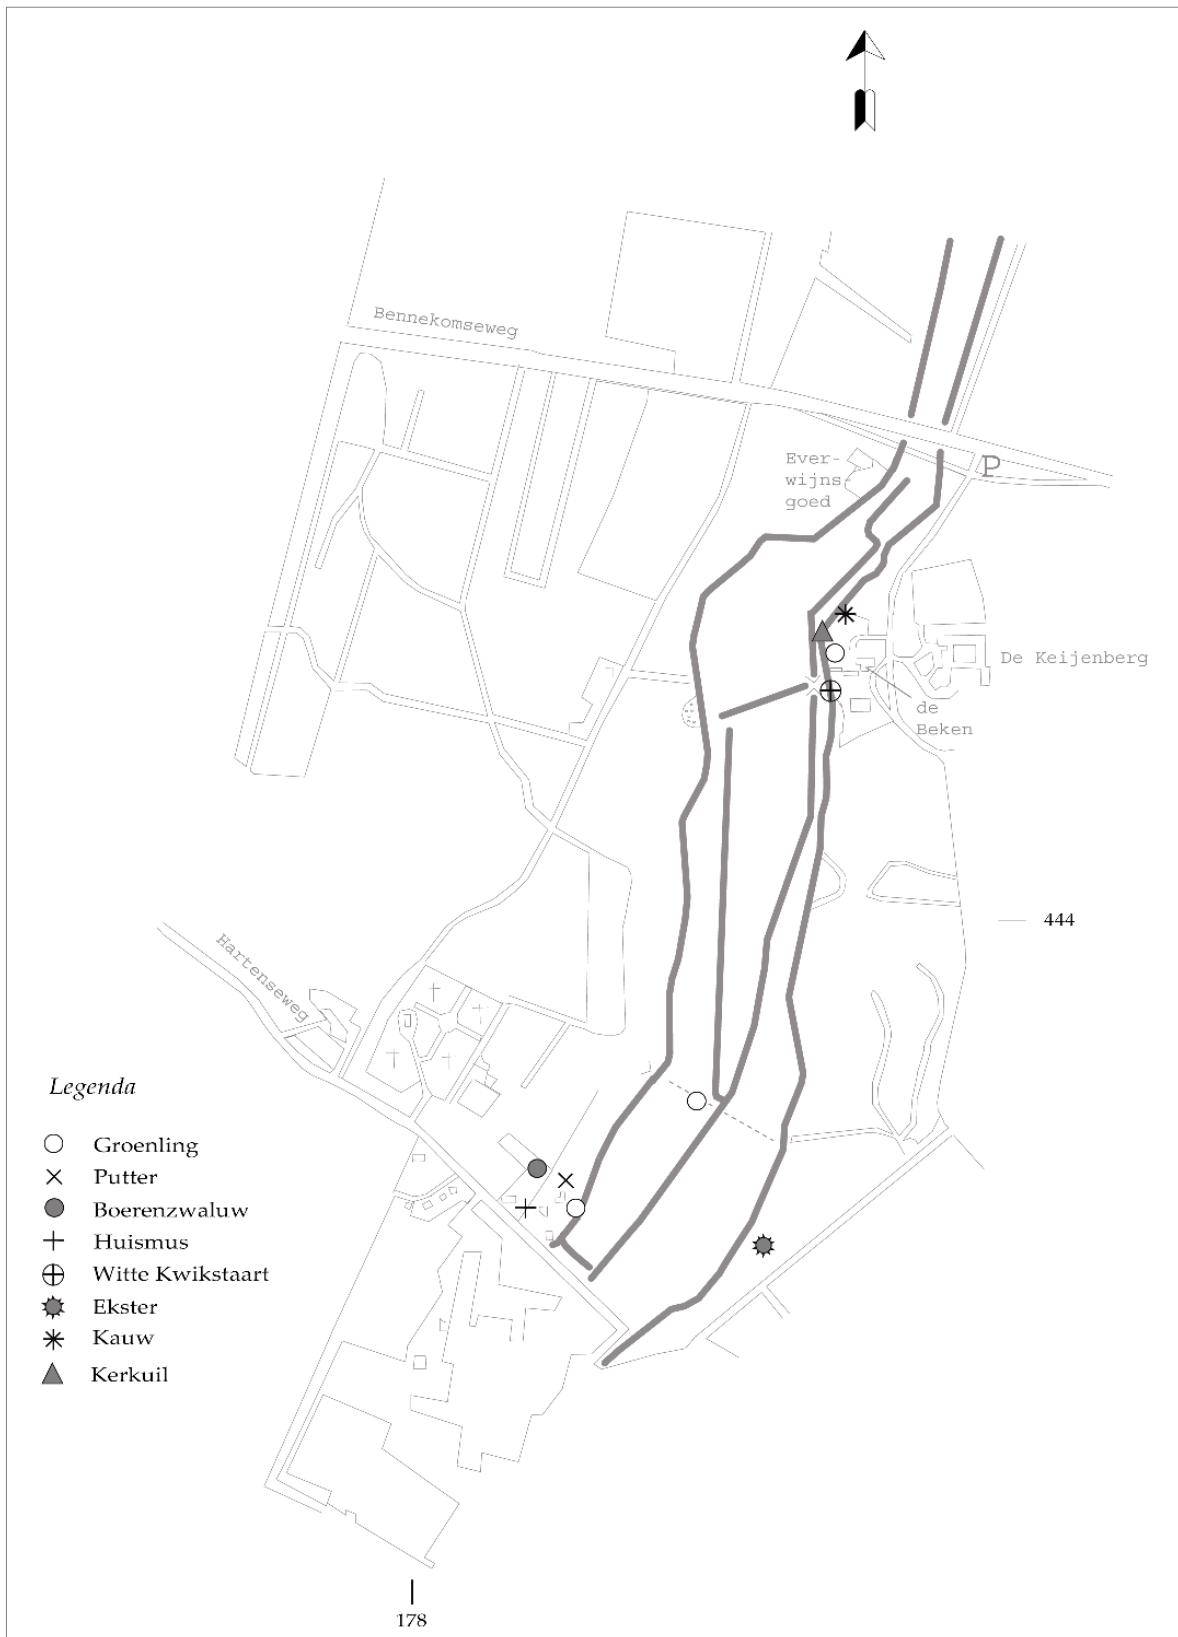 Bennekomseweg
Ever-
wijns-
goed
P
De Keijenberg
de
Beken
444
Hartenseweg
Legenda
Groenling
Putter
Boerenzwaluw
Huismus
Witte Kwikstaart
Ekster
Kauw
Kerkuil
178